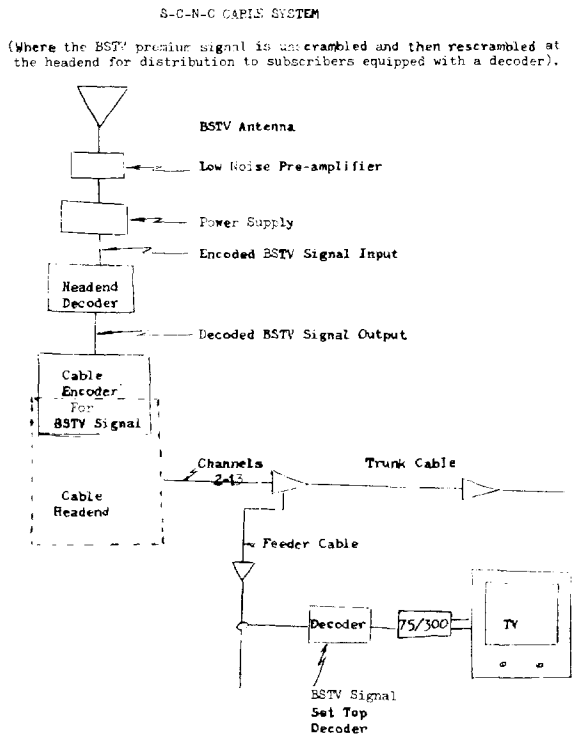 S-C-N-C CABLE SYSTEM
(Where the BSTV premium signal is unscrambled and then rescrambled at
the headend for distribution to subscribers equipped with a decoder).
BSTV Antenna
Low Noise Pre-amplifier
Power Supply
Encoded BSTV Signal Input
Headend
Decoder
Decoded BSTV Signal Output
Cable
Encoder
For
BSTV Signal
Channels
2-13
Trunk Cable
Cable
Headend
Feeder Cable
Decoder
75/300
TV
BSTV Signal
Set Top
Decoder